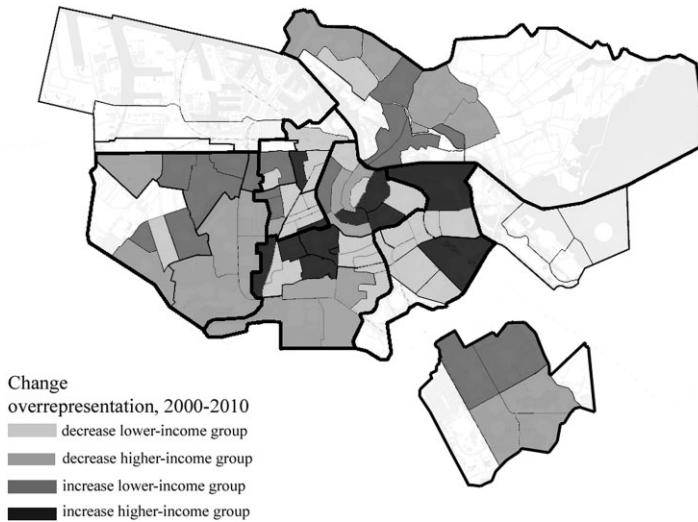 Change
overrepresentation, 2000-2010
decrease lower-income group
decrease higher-income group
increase lower-income group
increase higher-income group